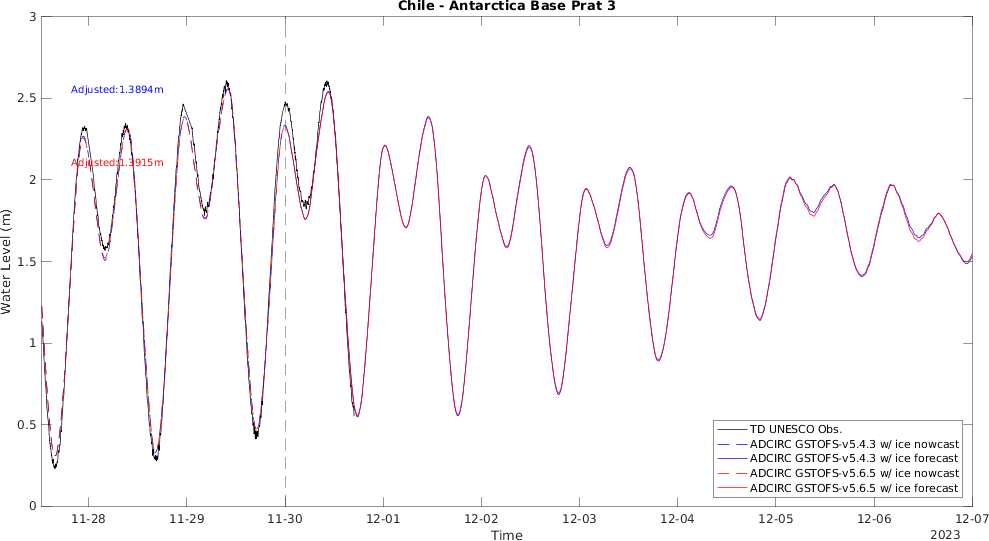 Chile - Antarctica Base Prat 3
3
2.5
2
1.5
1
0.5
0
Water Level (m)
Adjusted:1.3894m
Adjusted:1.3915m
TD UNESCO Obs.
ADCIRC GSTOFS-v5.4.3 w/ ice nowcast
ADCIRC GSTOFS-v5.4.3 w/ ice forecast
ADCIRC GSTOFS-v5.6.5 w/ ice nowcast
ADCIRC GSTOFS-v5.6.5 w/ ice forecast
11-28 11-29 11-30 12-01 12-02 12-03 12-04 12-05 12-06 12-07
Time
2023